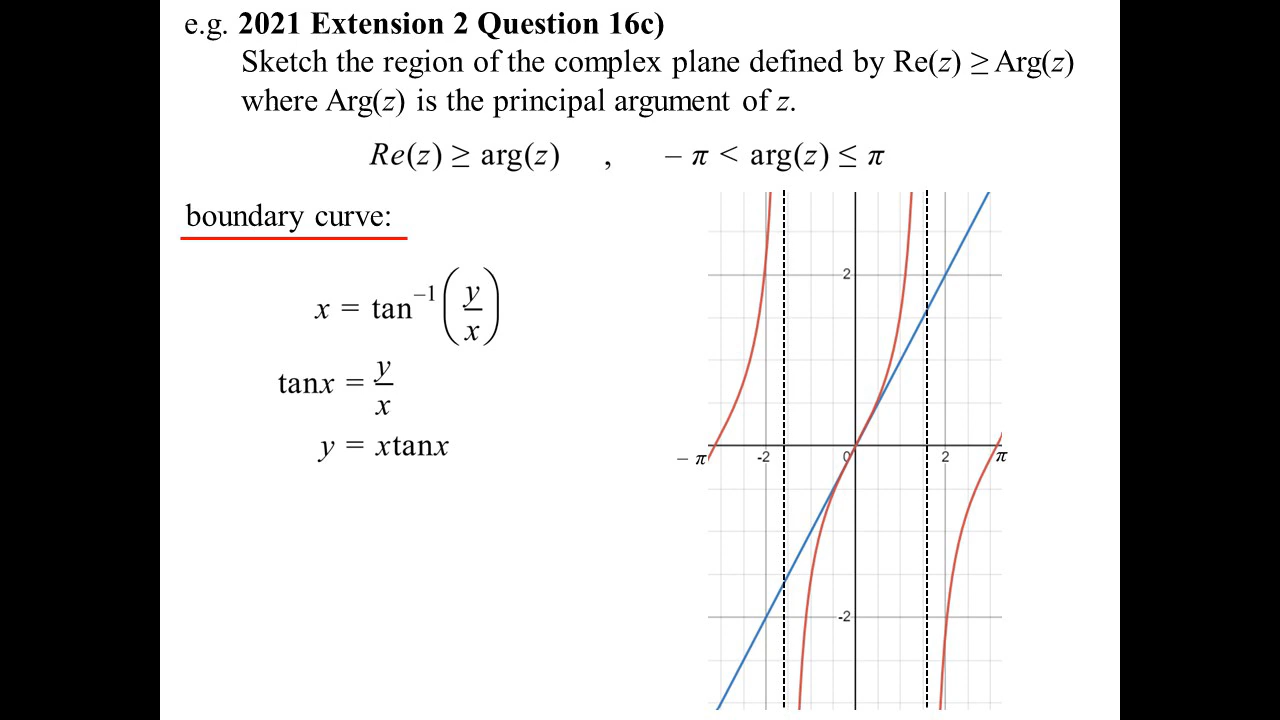 e.g. 2021 Extension 2 Question 16c)
Sketch the region of the complex plane defined by Re(z) ≥ Arg(z)
where Arg(z) is the principal argument of z.
Re(z) ≥ arg(z) , – π < arg(z) ≤ π
boundary curve:
x = tan⁻¹(y/x)
tanx = y/x
y = xtanx
2
– π -2 0 2 π
-2